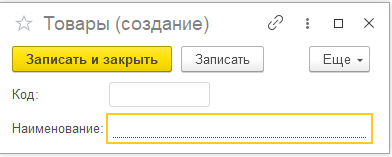 Товары (создание)
Записать и закрыть Записать Еще
Код:
Наименование: